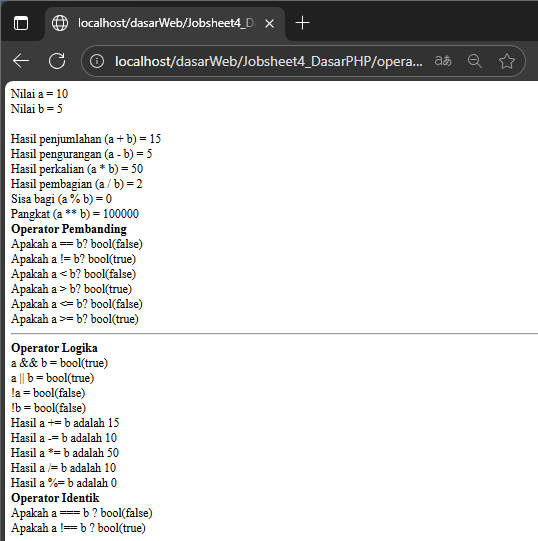 localhost/dasarWeb/Jobsheet4_D
localhost/dasarWeb/Jobsheet4_DasarPHP/opera...
Nilai a = 10
Nilai b = 5
Hasil penjumlahan (a + b) = 15
Hasil pengurangan (a - b) = 5
Hasil perkalian (a * b) = 50
Hasil pembagian (a / b) = 2
Sisa bagi (a % b) = 0
Pangkat (a ** b) = 100000
Operator Pembanding
Apakah a == b? bool(false)
Apakah a != b? bool(true)
Apakah a < b? bool(false)
Apakah a > b? bool(true)
Apakah a <= b? bool(false)
Apakah a >= b? bool(true)
Operator Logika
a && b = bool(true)
a || b = bool(true)
!a = bool(false)
!b = bool(false)
Hasil a += b adalah 15
Hasil a -= b adalah 10
Hasil a *= b adalah 50
Hasil a /= b adalah 10
Hasil a %= b adalah 0
Operator Identik
Apakah a === b ? bool(false)
Apakah a !== b ? bool(true)